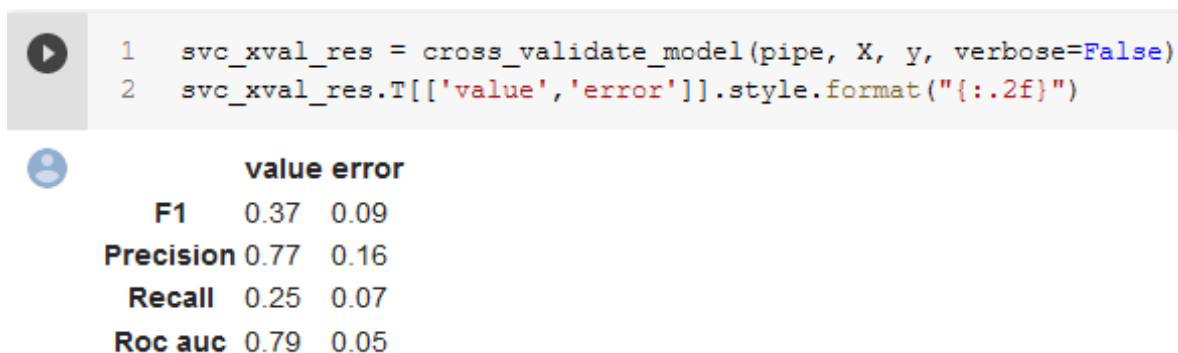 1 svc_xval_res = cross_validate_model(pipe, X, y, verbose=False)
2 svc_xval_res.T[['value','error']].style.format("{:.2f}")
value error
F1 0.37 0.09
Precision 0.77 0.16
Recall 0.25 0.07
Roc auc 0.79 0.05